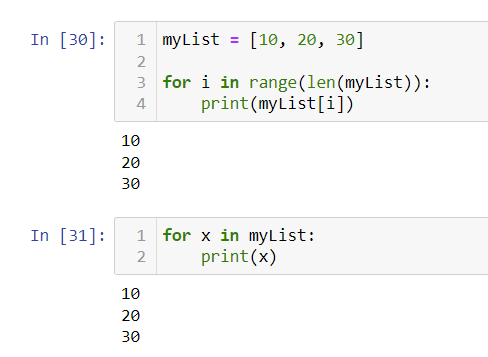 In [30]: 1 myList = [10, 20, 30]
2
3 for i in range(len(myList)):
4     print(myList[i])
10
20
30
In [31]: 1 for x in myList:
2     print(x)
10
20
30